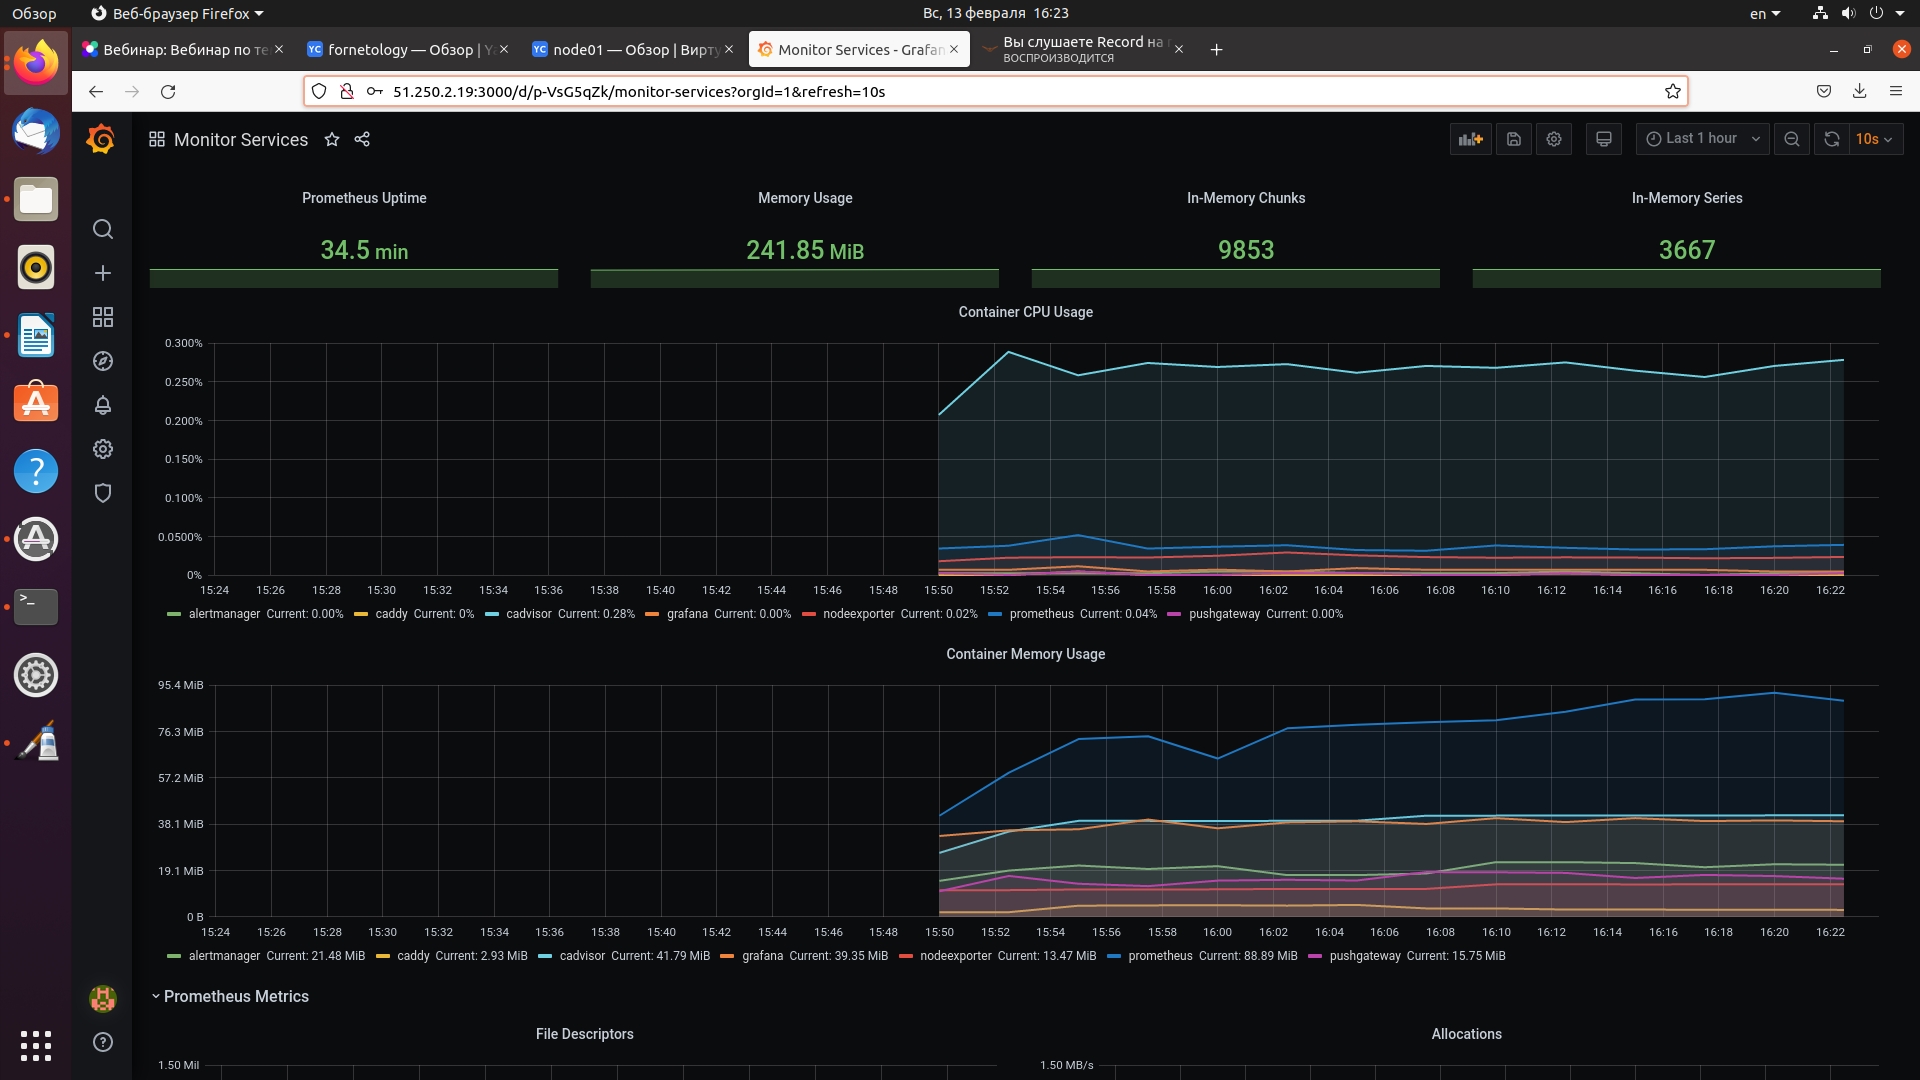 Обзор
Веб-браузер Firefox
Вс, 13 февраля 16:23
en
Вебинар: Вебинар по те
YC fornetology — Обзор | Y
YC node01 — Обзор | Вирту
Monitor Services - Grafan
Вы слушаете Record на
ВОСПРОИЗВОДИТСЯ
51.250.2.19:3000/d/p-VsG5qZk/monitor-services?orgId=1&refresh=10s
Monitor Services
Last 1 hour
10s
Prometheus Uptime
34.5 min
Memory Usage
241.85 MiB
In-Memory Chunks
9853
In-Memory Series
3667
Container CPU Usage
0.300%
0.250%
0.200%
0.150%
0.100%
0.0500%
0%
15:24 15:26 15:28 15:30 15:32 15:34 15:36 15:38 15:40 15:42 15:44 15:46 15:48 15:50 15:52 15:54 15:56 15:58 16:00 16:02 16:04 16:06 16:08 16:10 16:12 16:14 16:16 16:18 16:20 16:22
alertmanager Current: 0.00% caddy Current: 0% cadvisor Current: 0.28% grafana Current: 0.00% nodeexporter Current: 0.02% prometheus Current: 0.04% pushgateway Current: 0.00%
Container Memory Usage
95.4 MiB
76.3 MiB
57.2 MiB
38.1 MiB
19.1 MiB
0 B
15:24 15:26 15:28 15:30 15:32 15:34 15:36 15:38 15:40 15:42 15:44 15:46 15:48 15:50 15:52 15:54 15:56 15:58 16:00 16:02 16:04 16:06 16:08 16:10 16:12 16:14 16:16 16:18 16:20 16:22
alertmanager Current: 21.48 MiB caddy Current: 2.93 MiB cadvisor Current: 41.79 MiB grafana Current: 39.35 MiB nodeexporter Current: 13.47 MiB prometheus Current: 88.89 MiB pushgateway Current: 15.75 MiB
Prometheus Metrics
File Descriptors
1.50 Mil
Allocations
1.50 MB/s